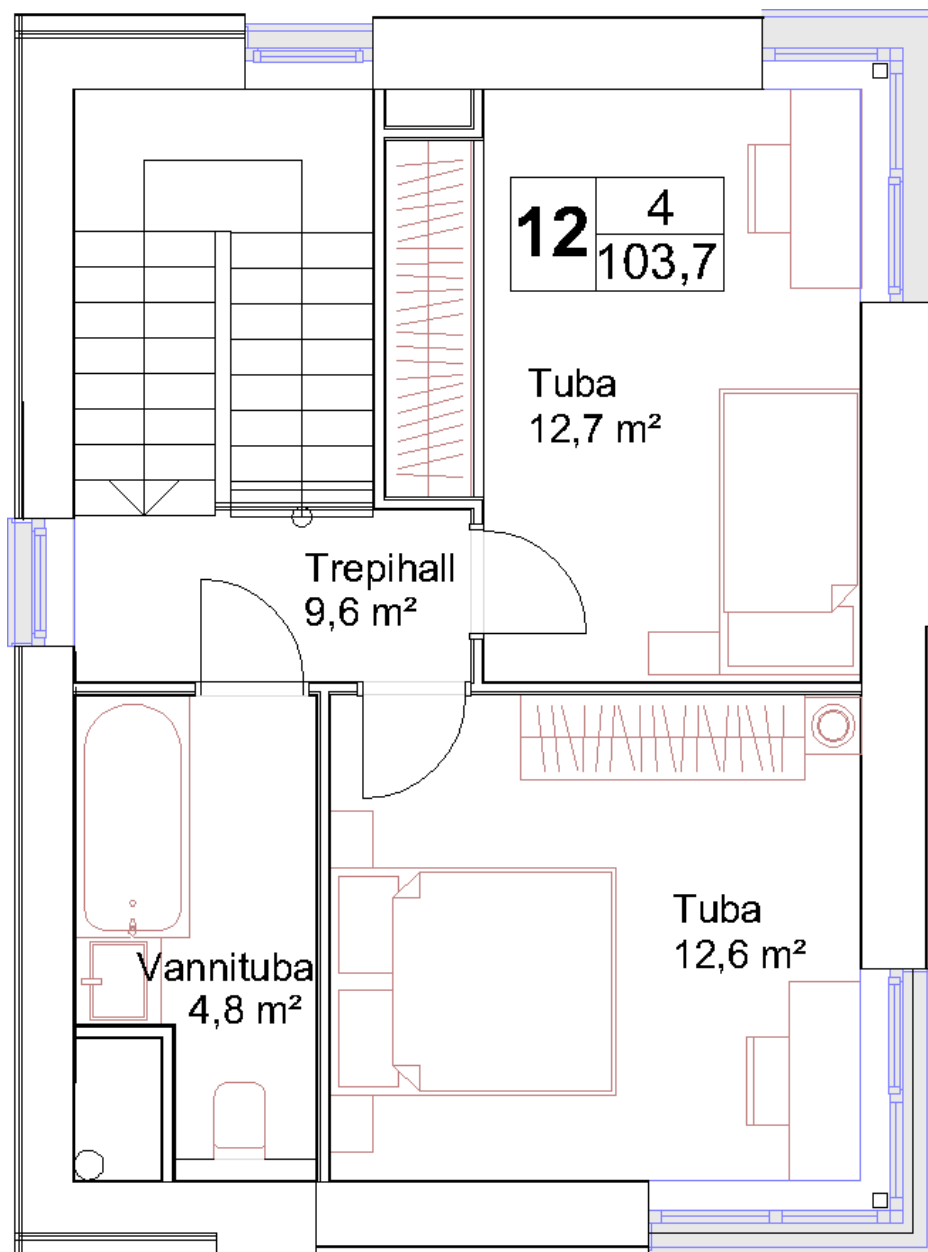 12
4
103,7
Tuba
12,7 m²
Trepihall
9,6 m²
Tuba
12,6 m²
Vannituba
4,8 m²